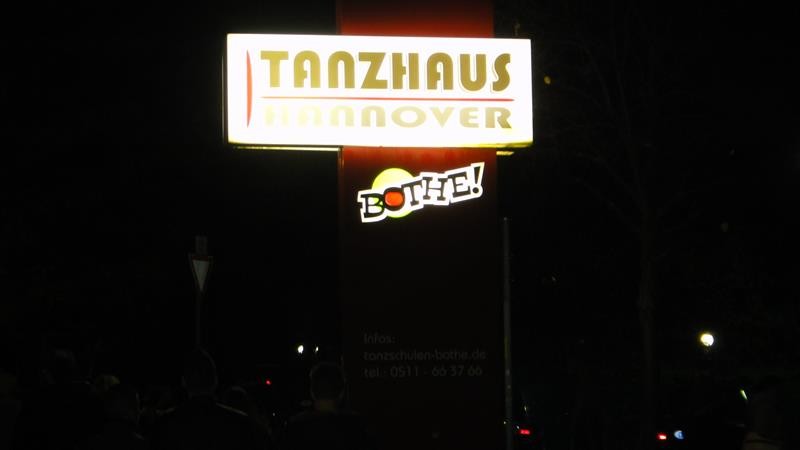 TANZHAUS
HANNOVER
BOTHE!
Infos:
tanzschulen-bothe.de
tel.: 0511 - 66 37 66